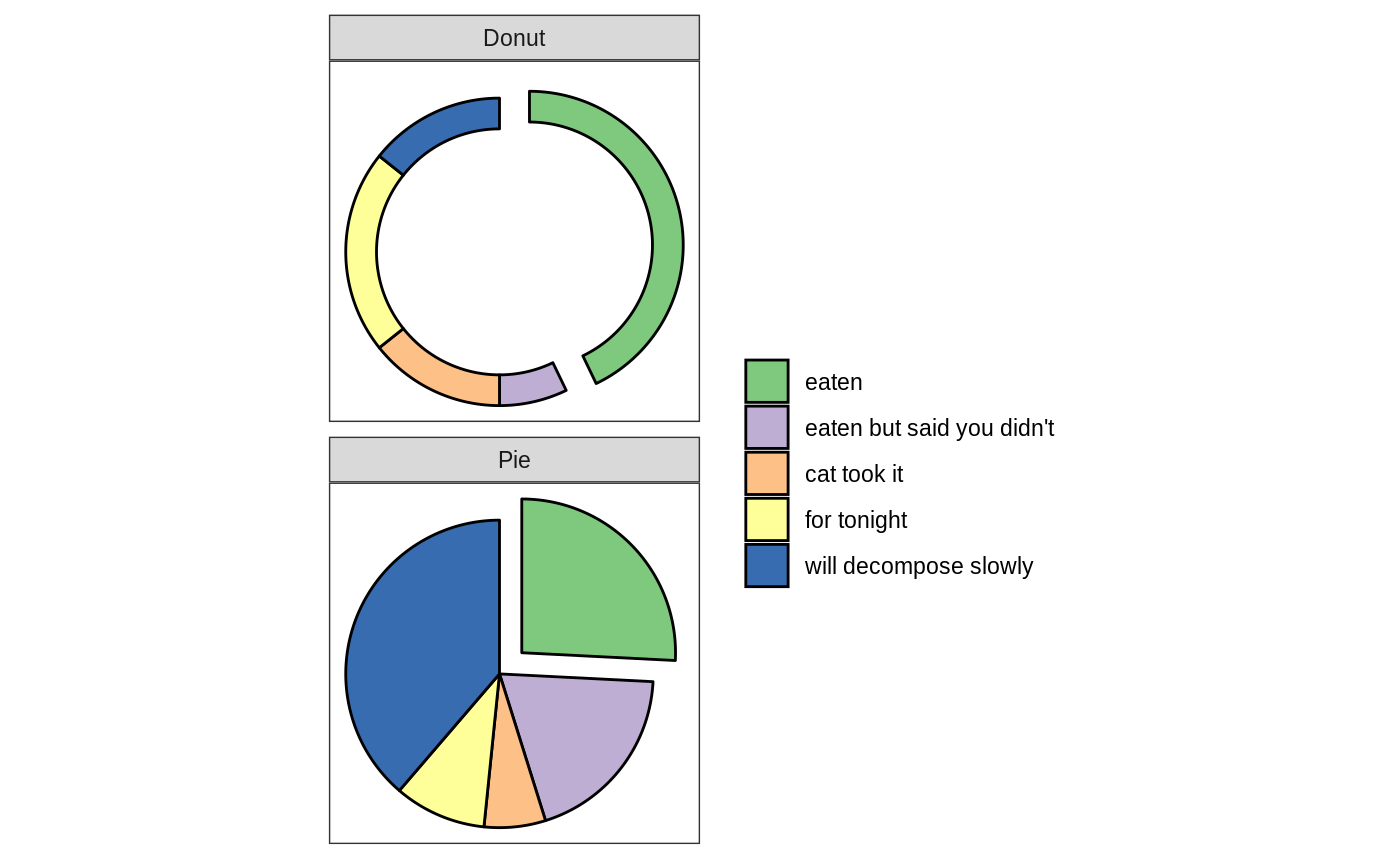 Donut
Pie
eaten
eaten but said you didn't
cat took it
for tonight
will decompose slowly